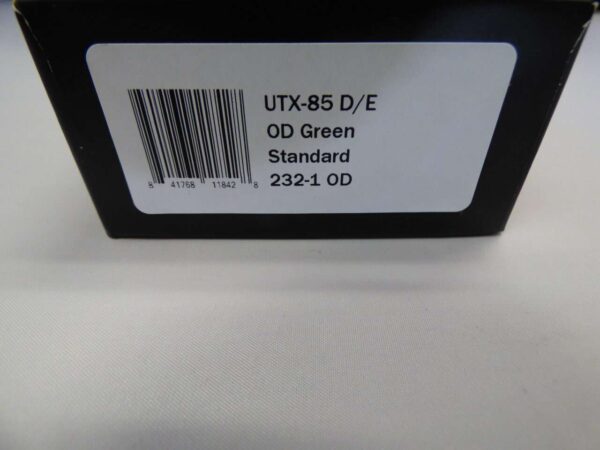 UTX-85 D/E
OD Green
Standard
232-1 OD
8 41768 11842 8